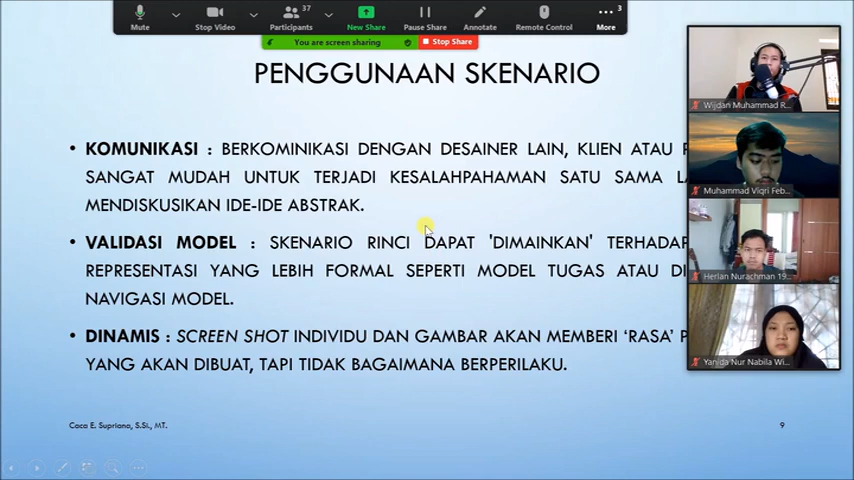 Mute
Stop Video
37
Participants
New Share
Pause Share
Annotate
Remote Control
3
More
You are screen sharing
Stop Share
PENGGUNAAN SKENARIO
• KOMUNIKASI : BERKOMINIKASI DENGAN DESAINER LAIN, KLIEN ATAU
SANGAT MUDAH UNTUK TERJADI KESALAHPAHAMAN SATU SAMA
MENDISKUSIKAN IDE-IDE ABSTRAK.
• VALIDASI MODEL : SKENARIO RINCI DAPAT 'DIMAINKAN' TERHADAP
REPRESENTASI YANG LEBIH FORMAL SEPERTI MODEL TUGAS ATAU
NAVIGASI MODEL.
• DINAMIS : SCREEN SHOT INDIVIDU DAN GAMBAR AKAN MEMBERI ‘RASA’
YANG AKAN DIBUAT, TAPI TIDAK BAGAIMANA BERPERILAKU.
Caca E. Supriana, S.Si., MT.
9
Wijdan Muhammad R...
Muhammad Viqri Feb...
Herlan Nurachman 19...
Yanida Nur Nabila Wi...